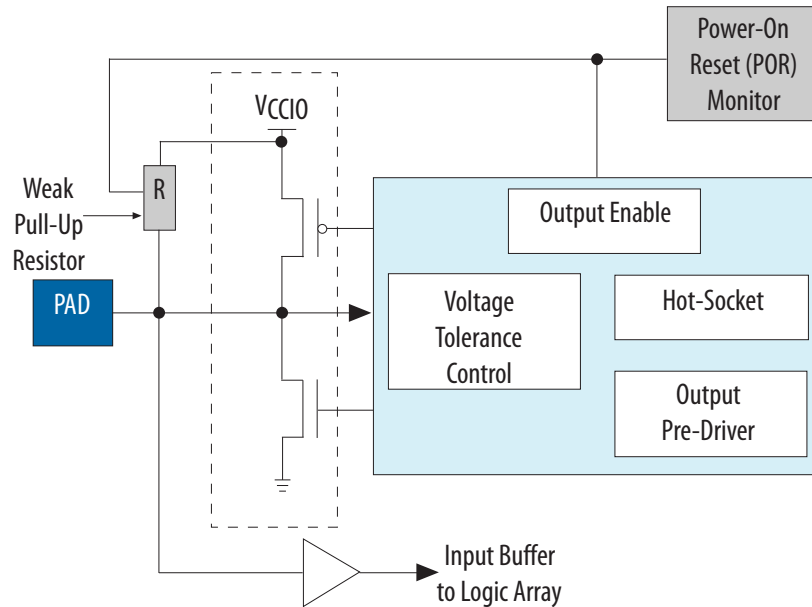 Power-On
Reset (POR)
Monitor
VCCIO
R
Weak
Pull-Up
Resistor
Output Enable
PAD
Voltage
Tolerance
Control
Hot-Socket
Output
Pre-Driver
Input Buffer
to Logic Array